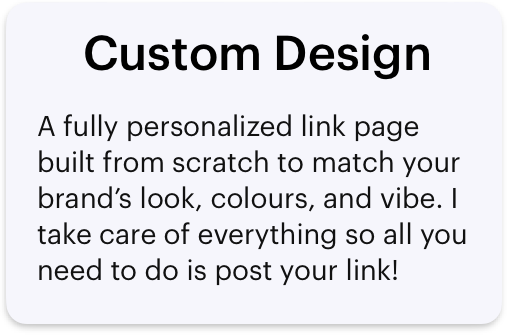 Custom Design
A fully personalized link page
built from scratch to match your
brand’s look, colours, and vibe. I
take care of everything so all you
need to do is post your link!